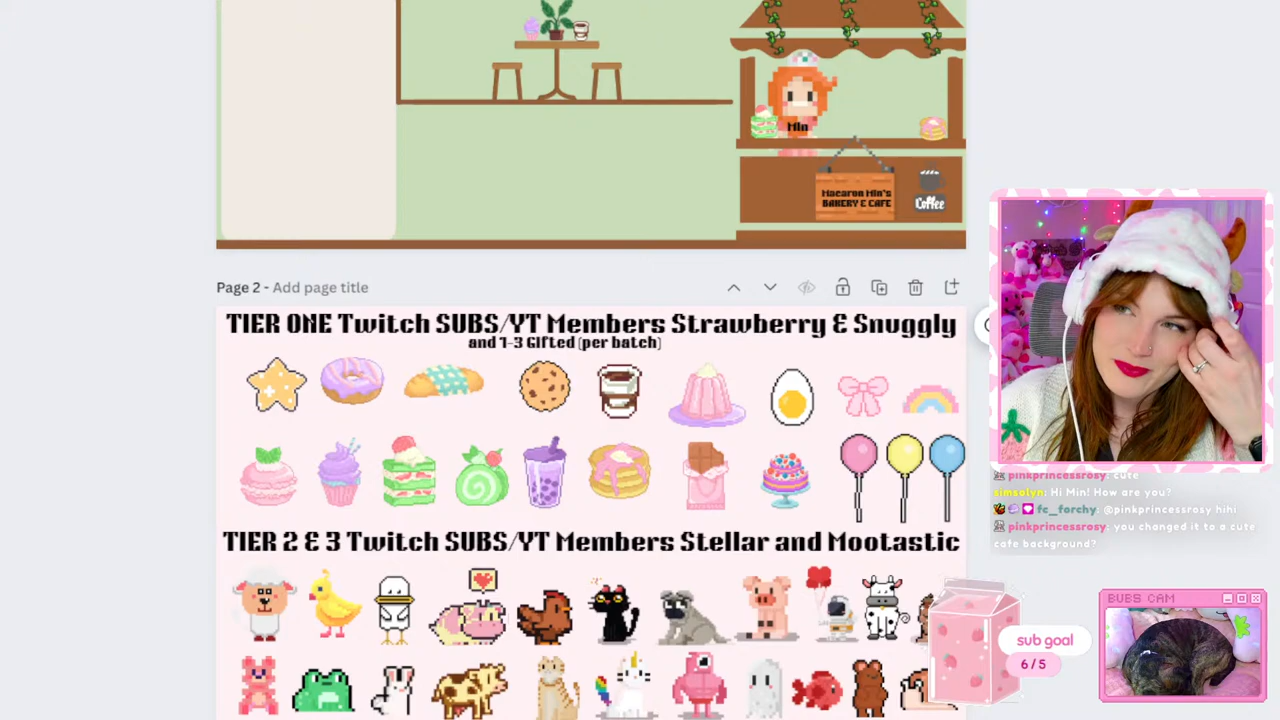 Min
Macaron Min's
BAKERY & CAFE
Coffee
Page 2 - Add page title
TIER ONE Twitch SUBS/YT Members Strawberry & Snuggly
and 1-3 Gifted (per batch)
TIER 2 & 3 Twitch SUBS/YT Members Stellar and Mootastic
pinkprincessrosy: cute
simsolyn: Hi Min! How are you?
fc_forchy: @pinkprincessrosy hihi
pinkprincessrosy: you changed it to a cute
cafe background?
sub goal
6 / 5
BUBS CAM